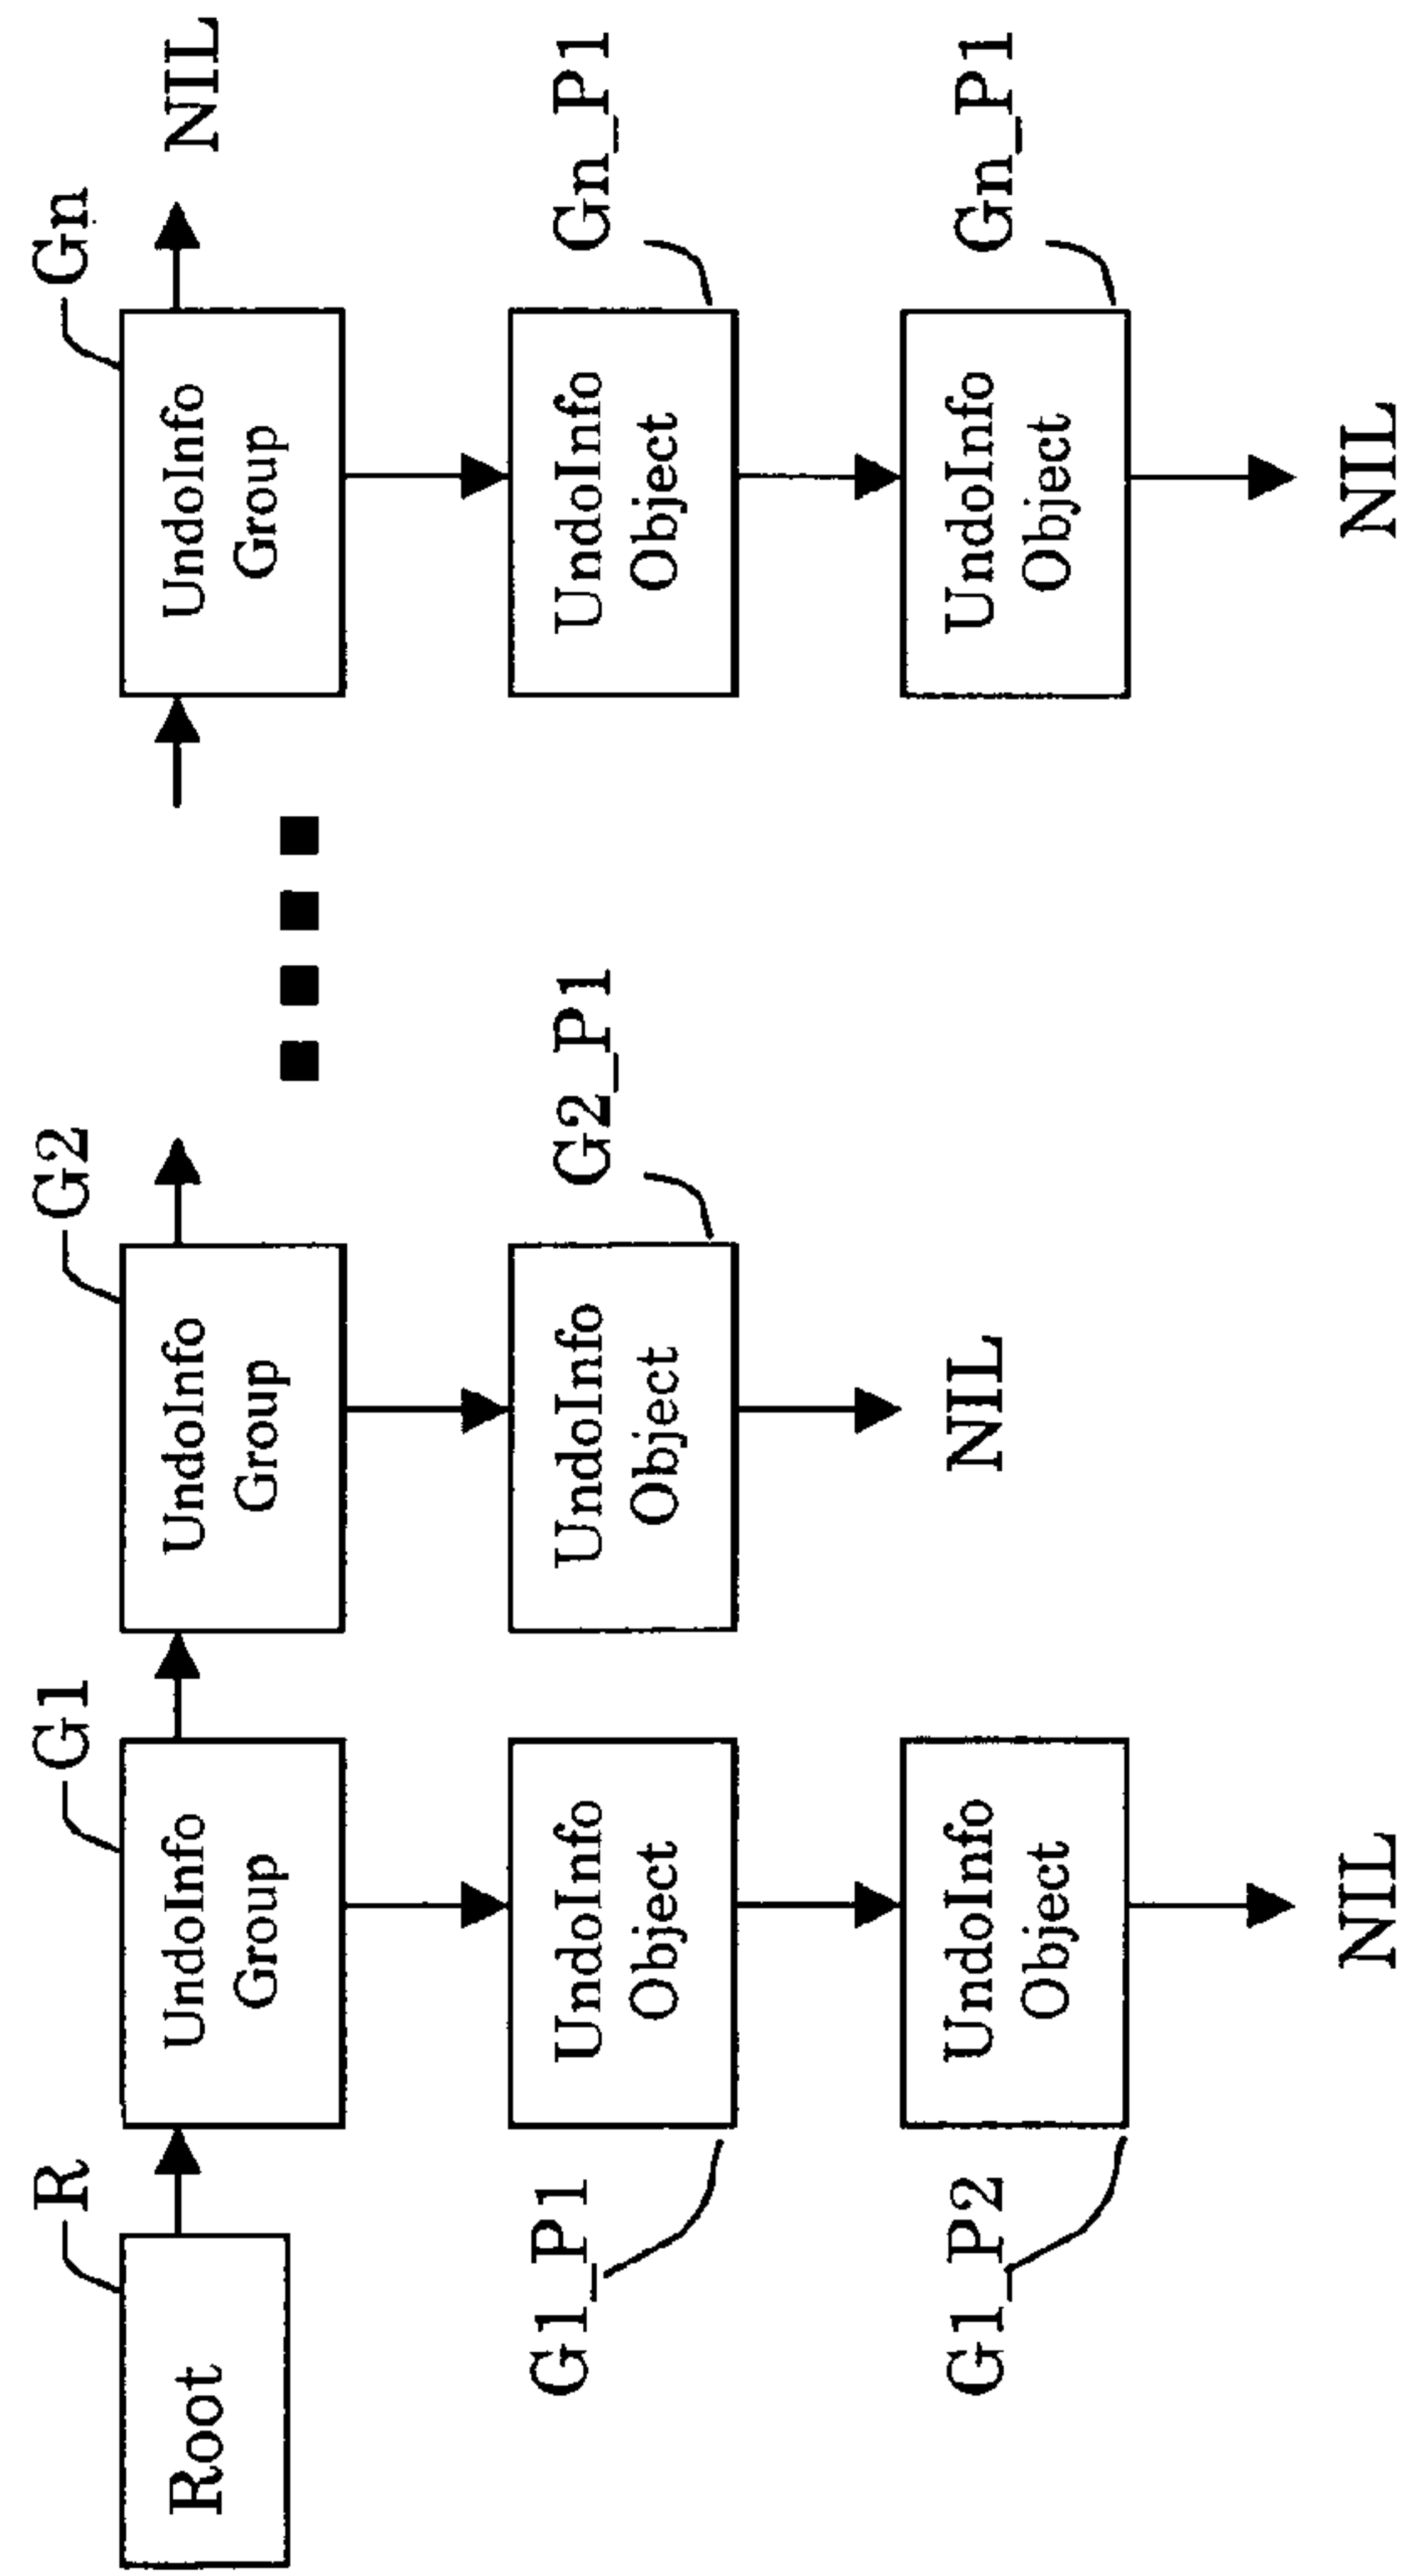 R
G1
G2
Gn
Root
UndoInfo
Group
UndoInfo
Group
UndoInfo
Group
NIL
G1_P1
UndoInfo
Object
UndoInfo
Object
G2_P1
UndoInfo
Object
Gn_P1
G1_P2
UndoInfo
Object
NIL
UndoInfo
Object
Gn_P1
NIL
NIL